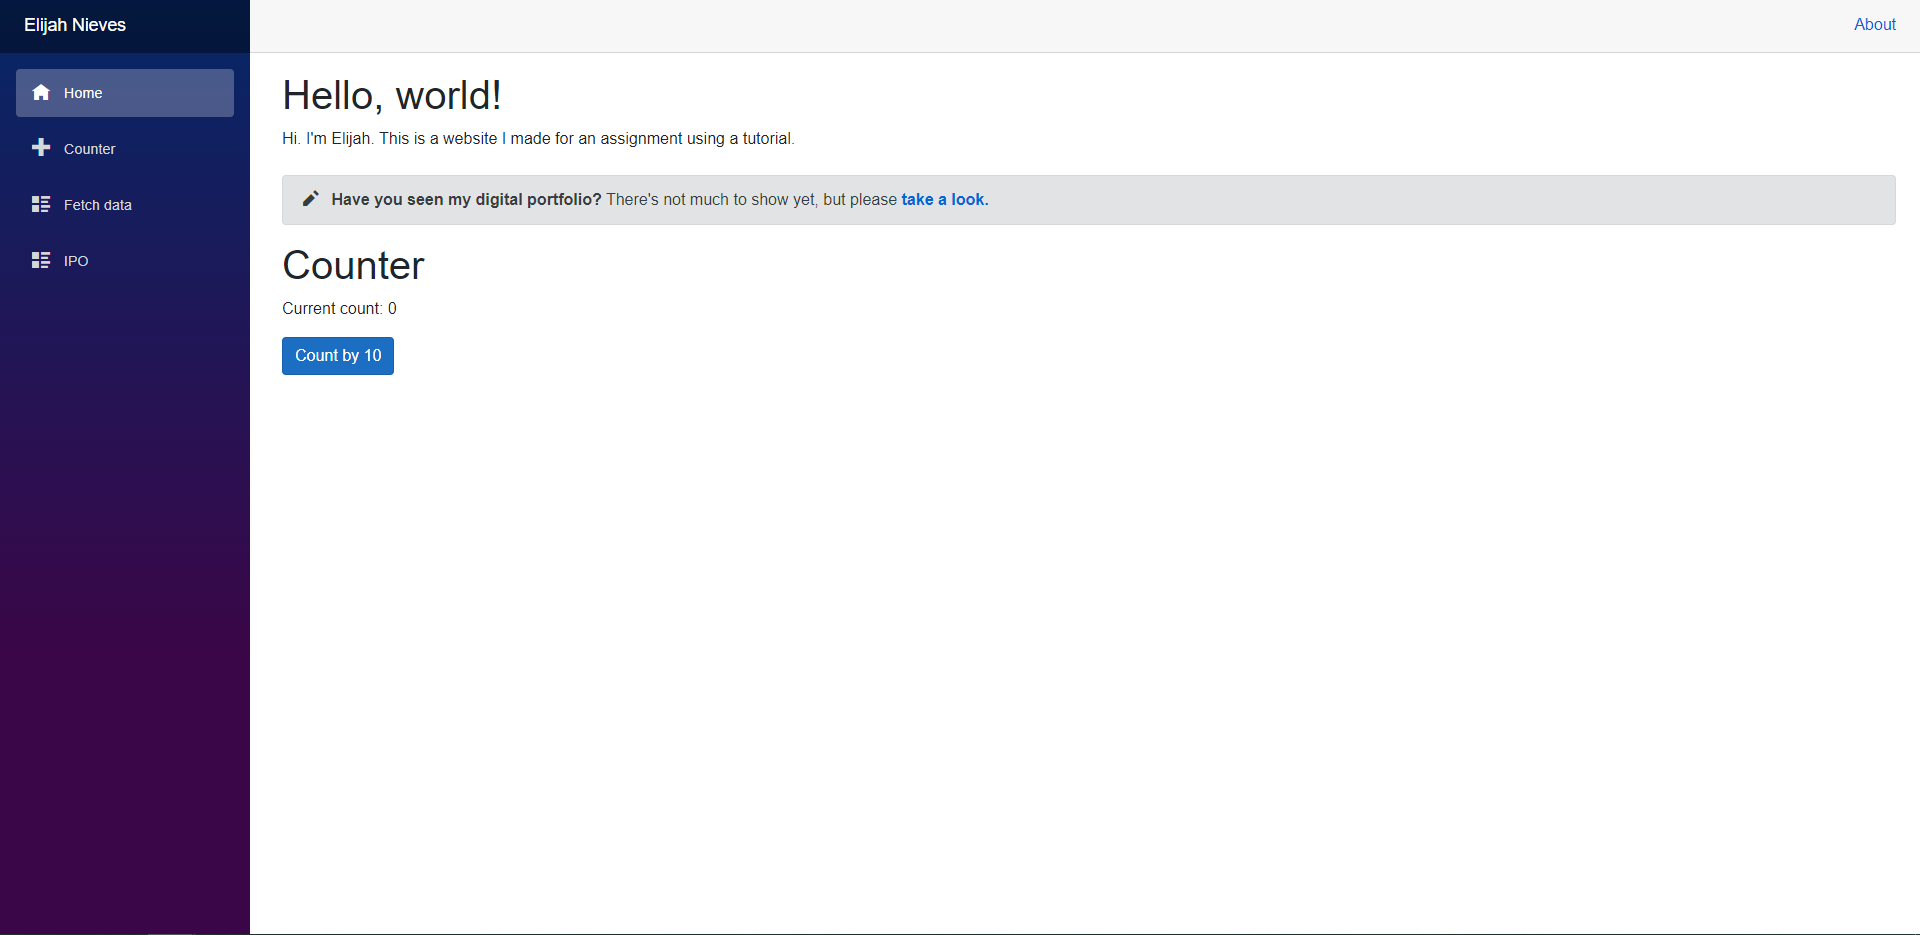 Elijah Nieves
About
Home
Counter
Fetch data
IPO
Hello, world!
Hi. I'm Elijah. This is a website I made for an assignment using a tutorial.
Have you seen my digital portfolio? There's not much to show yet, but please take a look.
Counter
Current count: 0
Count by 10